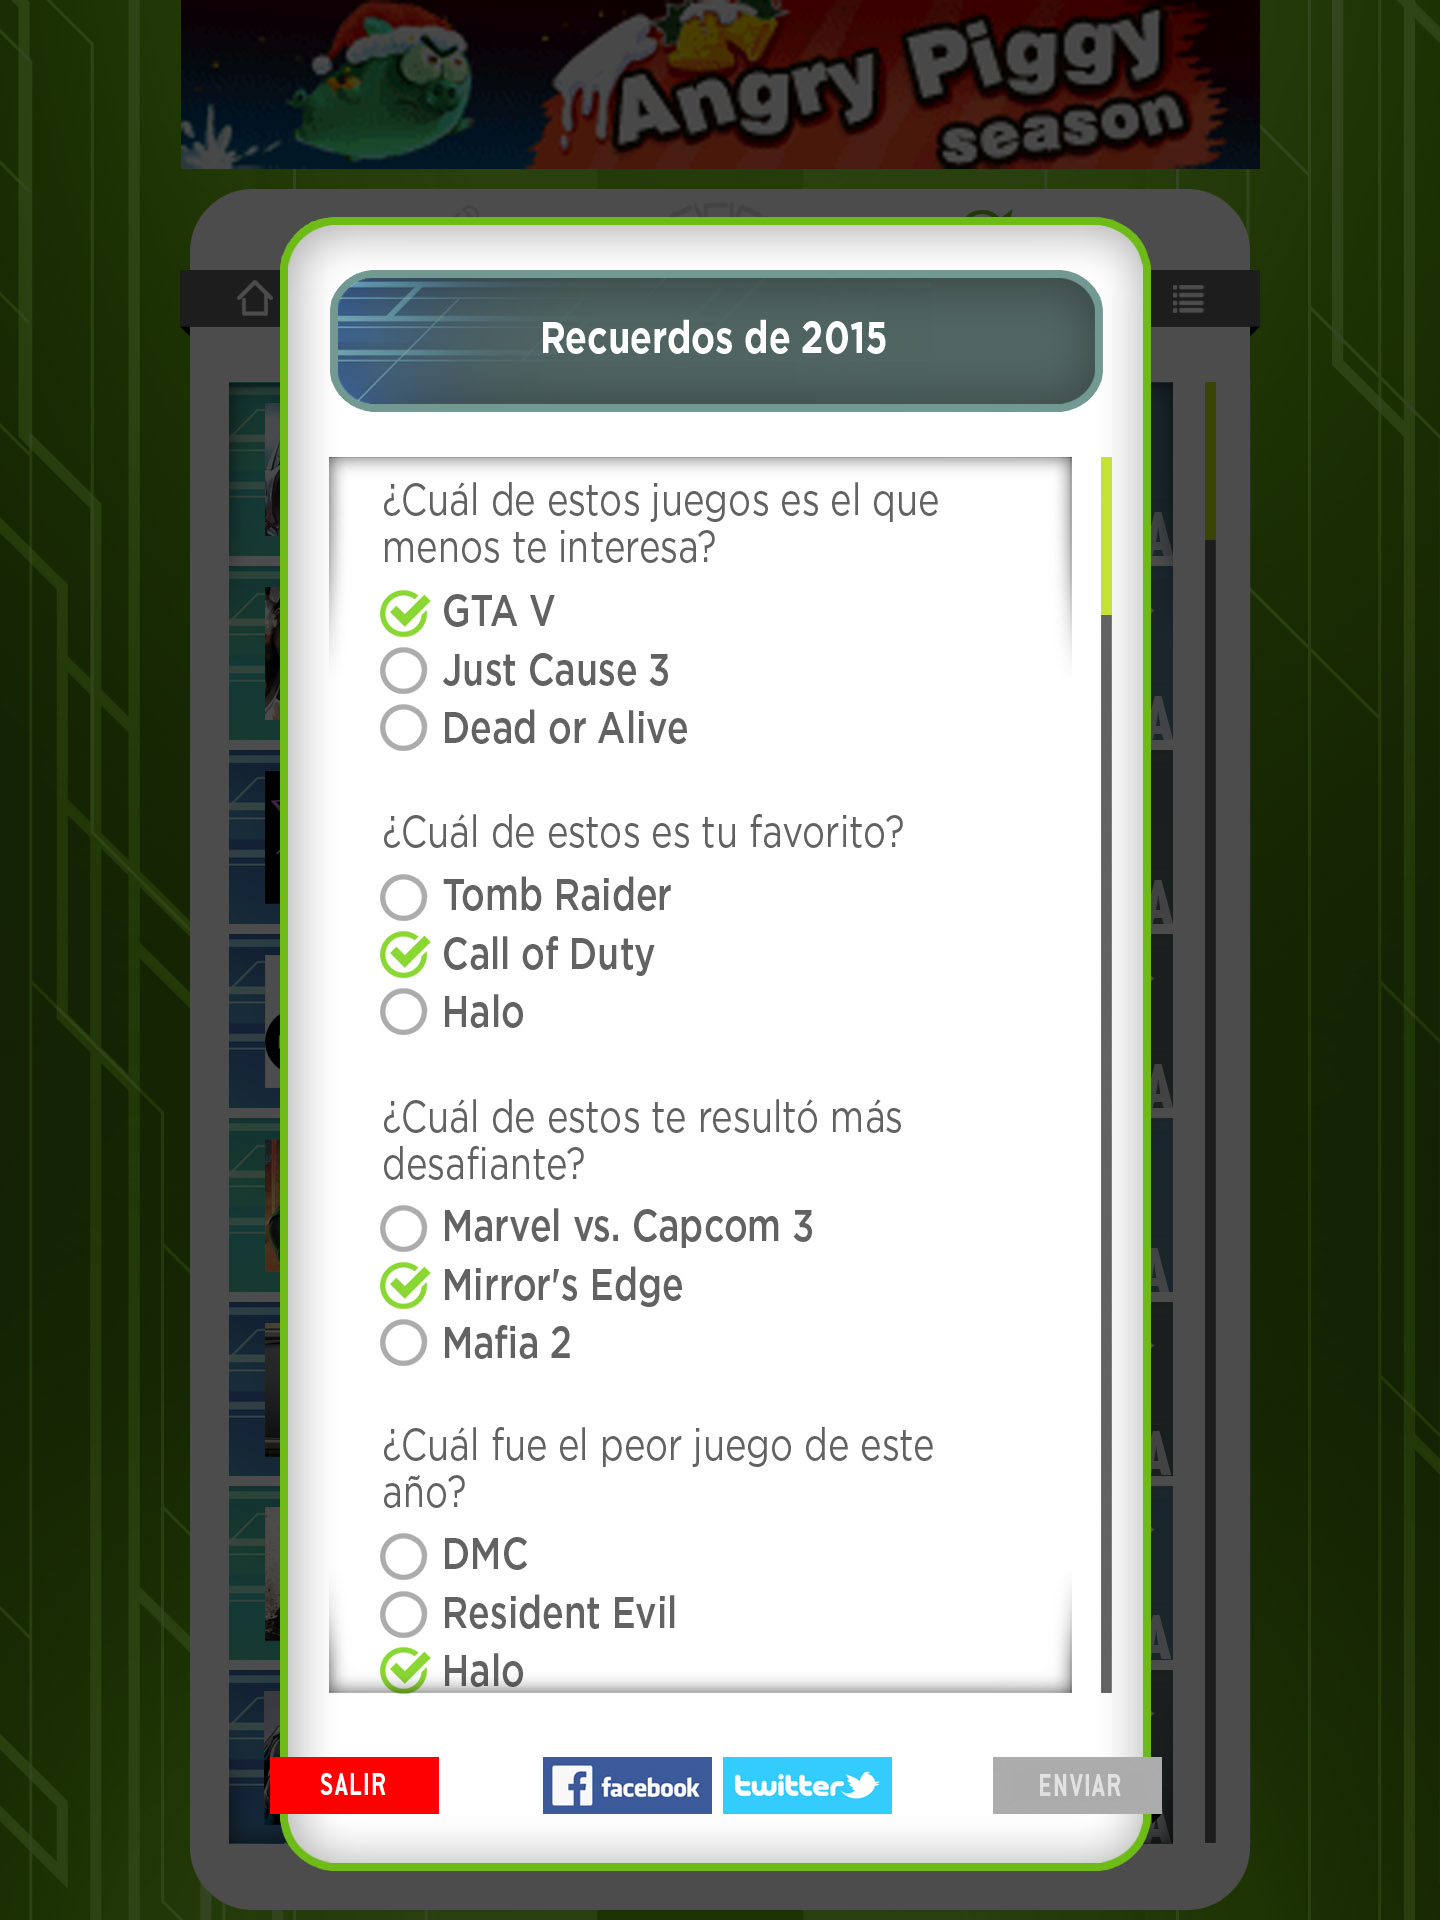 Angry Piggy
season
Recuerdos de 2015
¿Cuál de estos juegos es el que
menos te interesa?
GTA V
Just Cause 3
Dead or Alive
¿Cuál de estos es tu favorito?
Tomb Raider
Call of Duty
Halo
¿Cuál de estos te resultó más
desafiante?
Marvel vs. Capcom 3
Mirror's Edge
Mafia 2
¿Cuál fue el peor juego de este
año?
DMC
Resident Evil
Halo
SALIR
facebook
twitter
ENVIAR